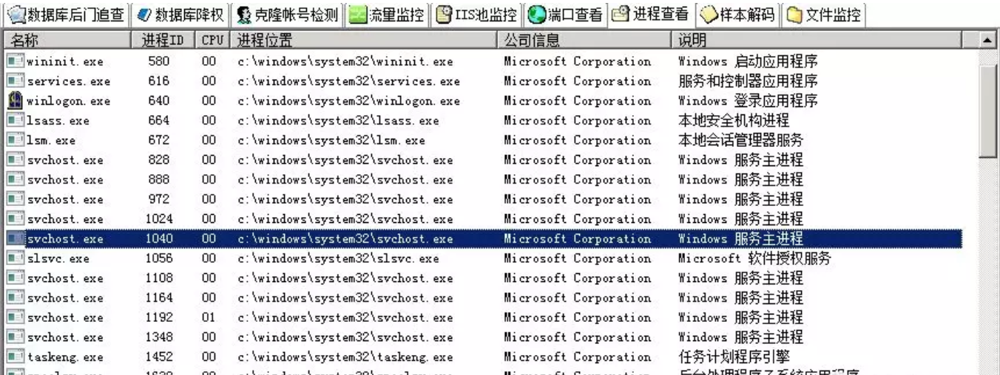 数据库后门追查 数据库降权 克隆帐号检测 流量监控 IIS池监控 端口查看 进程查看 样本解码 文件监控
名称 进程ID CPU 进程位置 公司信息 说明
wininit.exe 580 00 c:\windows\system32\wininit.exe Microsoft Corporation Windows 启动应用程序
services.exe 616 00 c:\windows\system32\services.exe Microsoft Corporation 服务和控制器应用程序
winlogon.exe 640 00 c:\windows\system32\winlogon.exe Microsoft Corporation Windows 登录应用程序
lsass.exe 664 00 c:\windows\system32\lsass.exe Microsoft Corporation 本地安全机构进程
lsm.exe 672 00 c:\windows\system32\lsm.exe Microsoft Corporation 本地会话管理器服务
svchost.exe 828 00 c:\windows\system32\svchost.exe Microsoft Corporation Windows 服务主进程
svchost.exe 888 00 c:\windows\system32\svchost.exe Microsoft Corporation Windows 服务主进程
svchost.exe 972 00 c:\windows\system32\svchost.exe Microsoft Corporation Windows 服务主进程
svchost.exe 1024 00 c:\windows\system32\svchost.exe Microsoft Corporation Windows 服务主进程
svchost.exe 1040 00 c:\windows\system32\svchost.exe Microsoft Corporation Windows 服务主进程
slsvc.exe 1056 00 c:\windows\system32\slsvc.exe Microsoft Corporation Microsoft 软件授权服务
svchost.exe 1108 00 c:\windows\system32\svchost.exe Microsoft Corporation Windows 服务主进程
svchost.exe 1164 00 c:\windows\system32\svchost.exe Microsoft Corporation Windows 服务主进程
svchost.exe 1192 01 c:\windows\system32\svchost.exe Microsoft Corporation Windows 服务主进程
svchost.exe 1348 00 c:\windows\system32\svchost.exe Microsoft Corporation Windows 服务主进程
taskeng.exe 1452 00 c:\windows\system32\taskeng.exe Microsoft Corporation 任务计划程序引擎